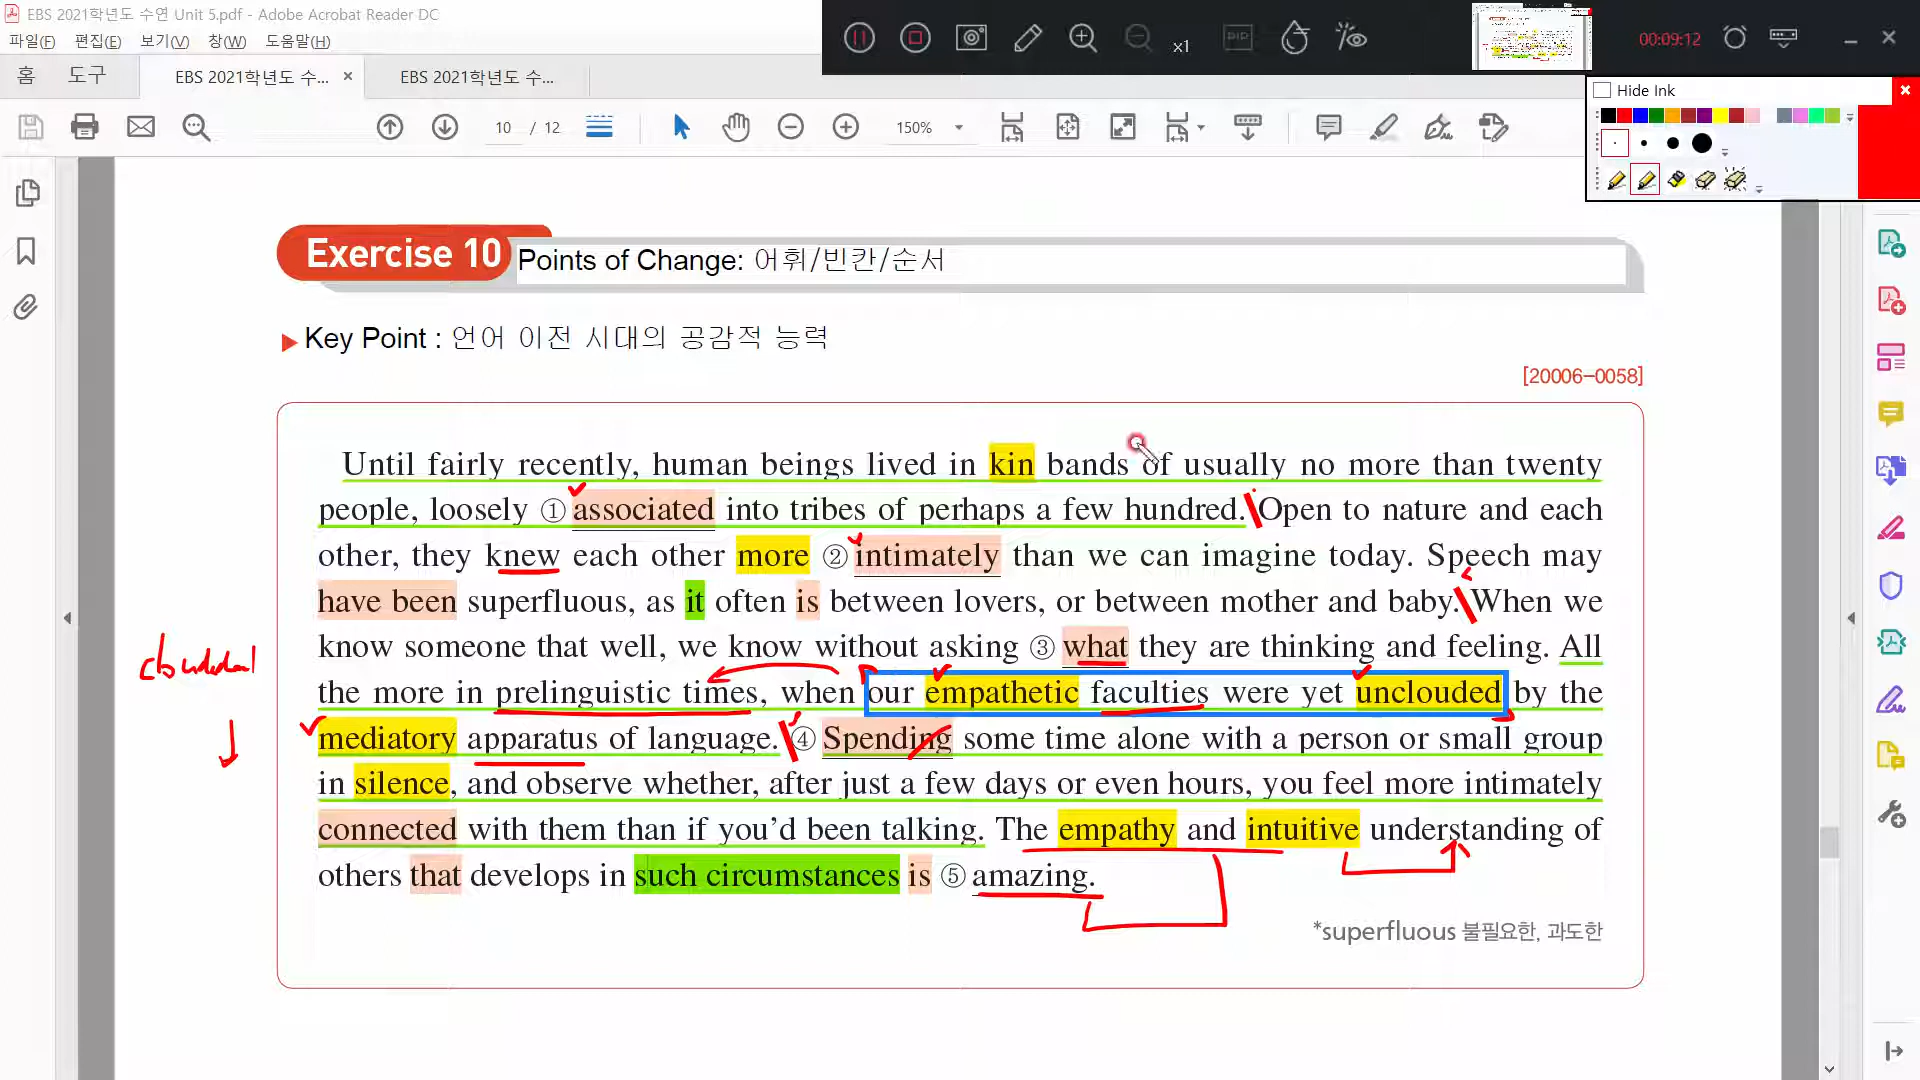 EBS 2021학년도 수연 Unit 5.pdf - Adobe Acrobat Reader DC
파일(F) 편집(E) 보기(V) 창(W) 도움말(H)
x1
PIP
00:09:12
홈 도구 EBS 2021학년도 수... × EBS 2021학년도 수...
Hide Ink
10 / 12
150%
Exercise 10 Points of Change: 어휘/빈칸/순서
Key Point : 언어 이전 시대의 공감적 능력
[20006-0058]
Until fairly recently, human beings lived in kin bands of usually no more than twenty
people, loosely ① associated into tribes of perhaps a few hundred. Open to nature and each
other, they knew each other more ② intimately than we can imagine today. Speech may
have been superfluous, as it often is between lovers, or between mother and baby. When we
know someone that well, we know without asking ③ what they are thinking and feeling. All
the more in prelinguistic times, when our empathetic faculties were yet unclouded by the
mediatory apparatus of language. ④ Spending some time alone with a person or small group
in silence, and observe whether, after just a few days or even hours, you feel more intimately
connected with them than if you’d been talking. The empathy and intuitive understanding of
others that develops in such circumstances is ⑤ amazing.
*superfluous 불필요한, 과도한